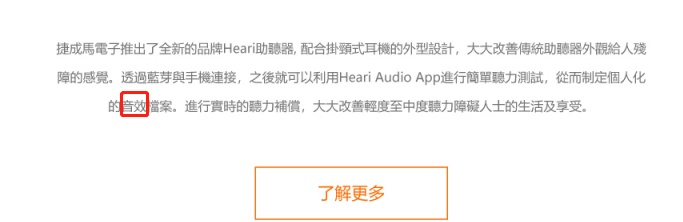 捷成馬電子推出了全新的品牌Heari助聽器, 配合掛頸式耳機的外型設計，大大改善傳統助聽器外觀給人殘
障的感覺。透過藍芽與手機連接，之後就可以利用Heari Audio App進行簡單聽力測試，從而制定個人化
的音效檔案。進行實時的聽力補償，大大改善輕度至中度聽力障礙人士的生活及享受。
了解更多